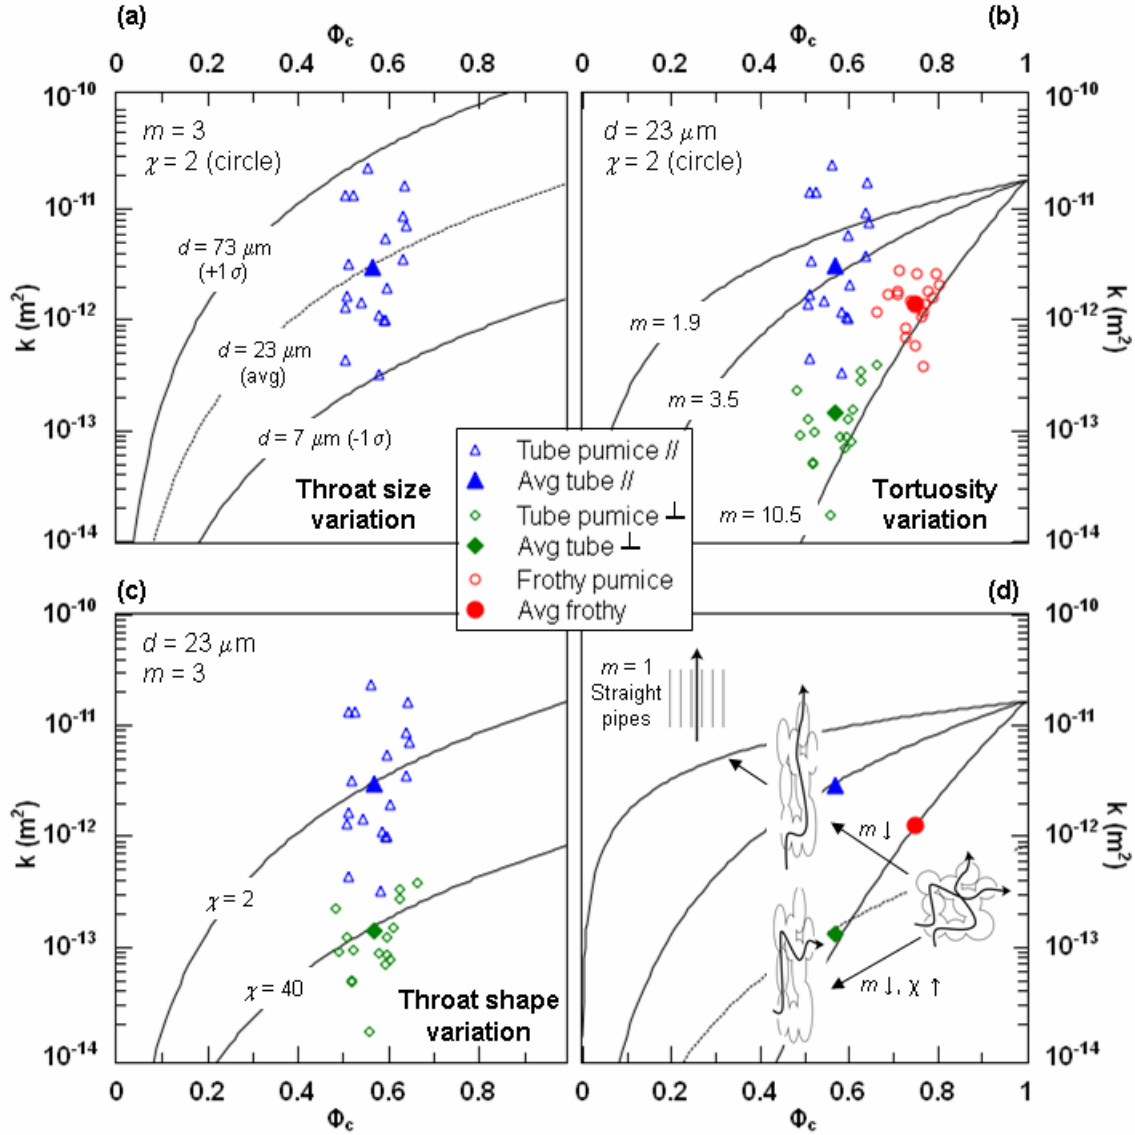 (a)
Φc
0 0.2 0.4 0.6 0.8
10-10
10-11
10-12
10-13
10-14
k (m2)
m = 3
χ = 2 (circle)
d = 73 μm
(+1σ)
d = 23 μm
(avg)
d = 7 μm (-1σ)
Throat size
variation
(b)
Φc
0 0.2 0.4 0.6 0.8 1
10-10
10-11
10-12
10-13
10-14
k (m2)
d = 23 μm
χ = 2 (circle)
m = 1.9
m = 3.5
m = 10.5
Tortuosity
variation
Tube pumice //
Avg tube //
Tube pumice ⊥
Avg tube ⊥
Frothy pumice
Avg frothy
(c)
10-10
10-11
10-12
10-13
10-14
k (m2)
d = 23 μm
m = 3
χ = 2
χ = 40
Throat shape
variation
0 0.2 0.4 0.6 0.8
Φc
(d)
10-10
10-11
10-12
10-13
10-14
k (m2)
m = 1
Straight
pipes
m ↓
m ↓, χ ↑
0.2 0.4 0.6 0.8 1
Φc